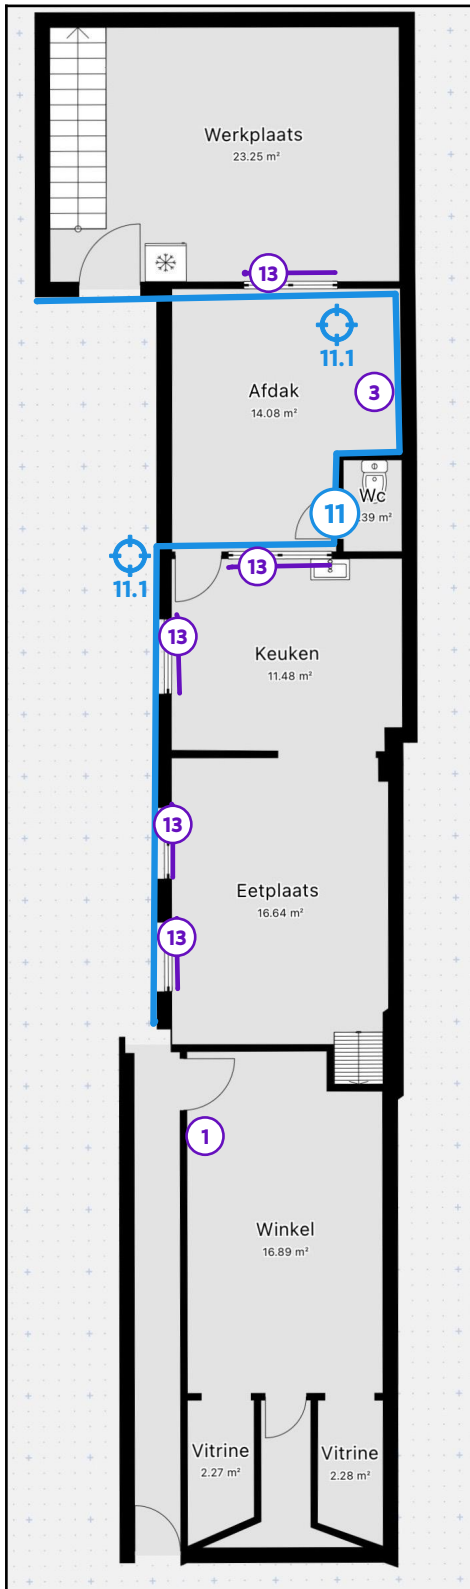 Werkplaats
23.25 m²
13
11.1
Afdak
14.08 m²
3
Wc
.39 m²
11
11.1
13
13
Keuken
11.48 m²
13
Eetplaats
16.64 m²
13
1
Winkel
16.89 m²
Vitrine
2.27 m²
Vitrine
2.28 m²